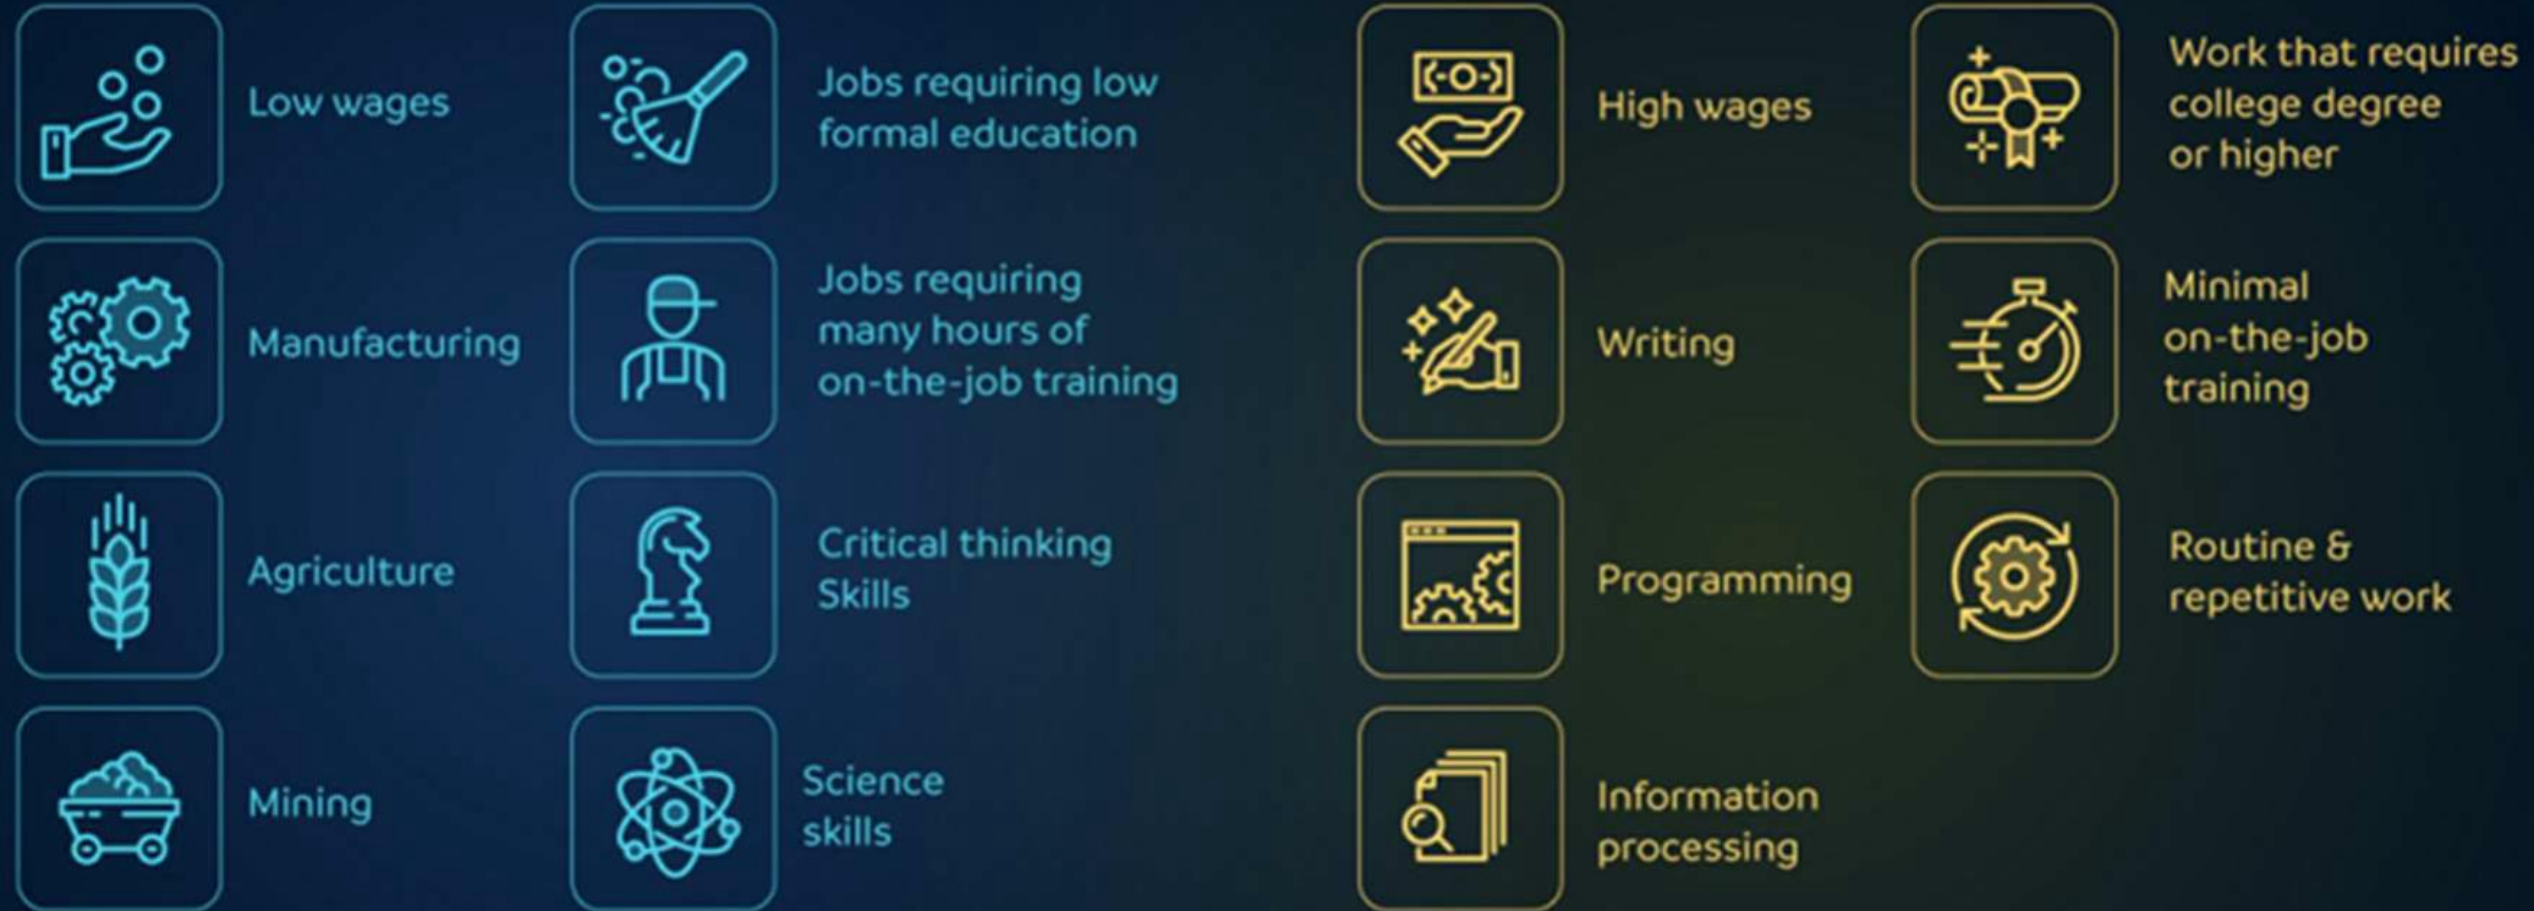 Low wages
Manufacturing
Agriculture
Mining
Jobs requiring low
formal education
Jobs requiring
many hours of
on-the-job training
Critical thinking
Skills
Science
skills
High wages
Writing
Programming
Information
processing
Work that requires
college degree
or higher
Minimal
on-the-job
training
Routine &
repetitive work